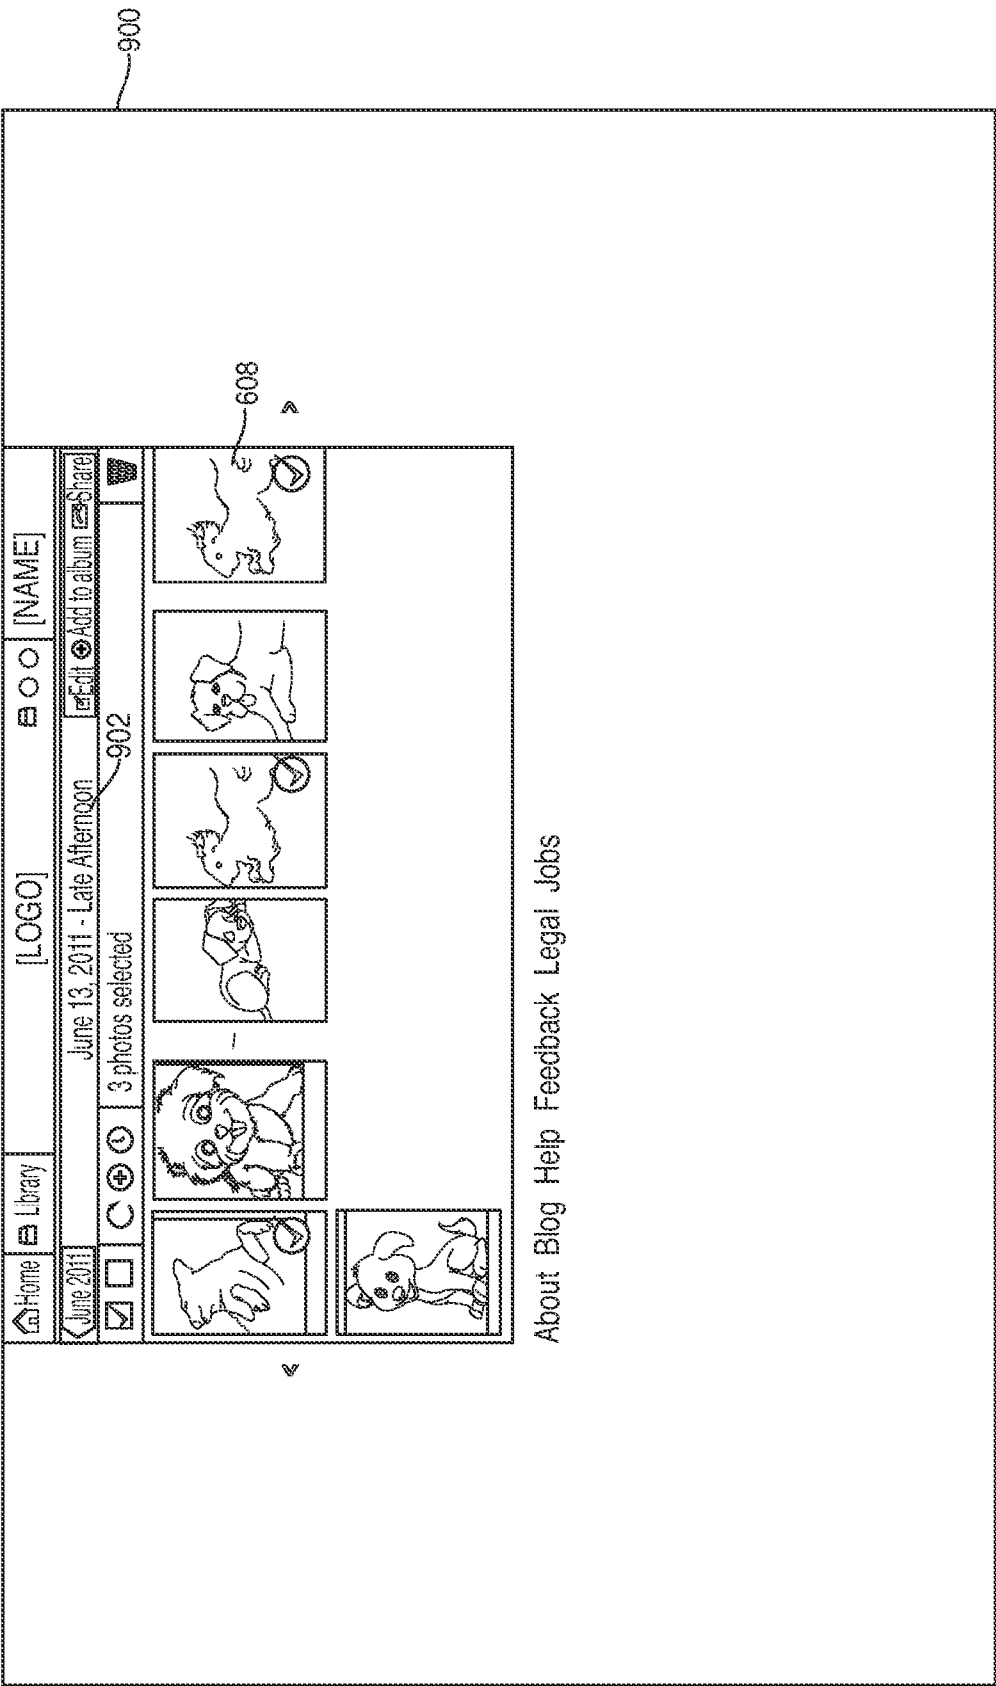 900
Home Library [LOGO] [NAME]
June 2011 June 13, 2011 - Late Afternoon Edit Add to album Share
902
3 photos selected
608
About Blog Help Feedback Legal Jobs